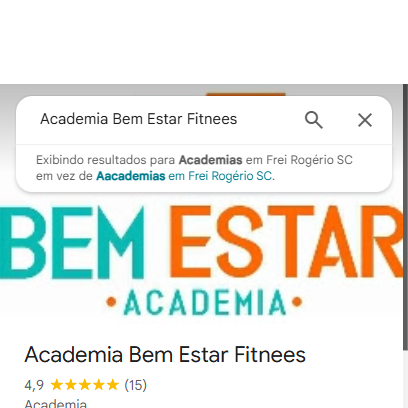 Academia Bem Estar Fitnees
Exibindo resultados para Academias em Frei Rogério SC
em vez de Aacademias em Frei Rogério SC.
BEM ESTAR
•ACADEMIA•
Academia Bem Estar Fitnees
4,9 ★★★★★ (15)
Academia